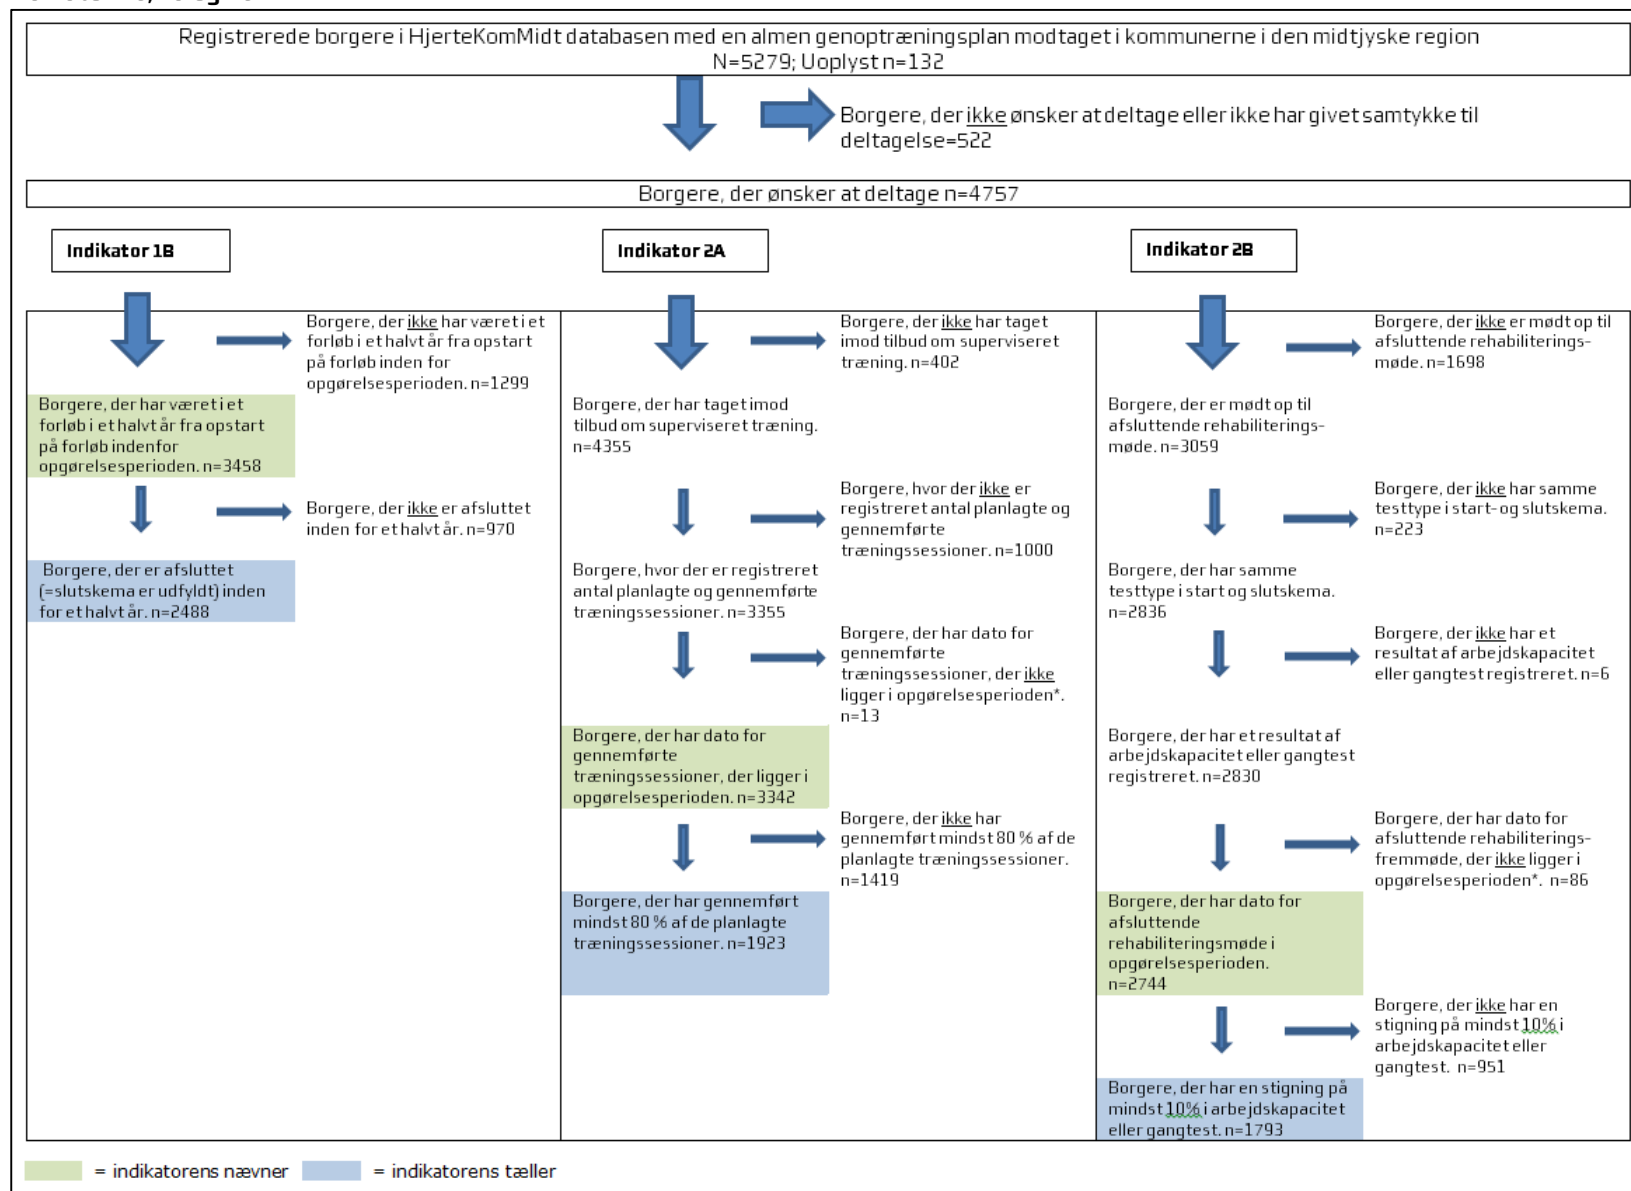 Registrerede borgere i HjerteKomMidt databasen med en almen genoptræningsplan modtaget i kommunerne i den midtjyske region
N=5279; Uoplyst n=132
Borgere, der ikke ønsker at deltage eller ikke har givet samtykke til
deltagelse=522
Borgere, der ønsker at deltage n=4757
Indikator 1B
Borgere, der ikke har været i et
forløb i et halvt år fra opstart
på forløb inden for
opgørelsesperioden. n=1299
Borgere, der har været i et
forløb i et halvt år fra opstart
på forløb indenfor
opgørelsesperioden. n=3458
Borgere, der ikke er afsluttet
inden for et halvt år. n=970
Borgere, der er afsluttet
(=slutskema er udfyldt) inden
for et halvt år. n=2488
Indikator 2A
Borgere, der ikke har taget
imod tilbud om superviseret
træning. n=402
Borgere, der har taget imod
tilbud om superviseret træning.
n=4355
Borgere, hvor der ikke er
registreret antal planlagte og
gennemførte
træningssessioner. n=1000
Borgere, hvor der er registreret
antal planlagte og gennemførte
træningssessioner. n=3355
Borgere, der har dato for
gennemførte
træningssessioner, der ikke
ligger i opgørelsesperioden*.
n=13
Borgere, der har dato for
gennemførte
træningssessioner, der ligger i
opgørelsesperioden. n=3342
Borgere, der ikke har
gennemført mindst 80 % af de
planlagte træningssessioner.
n=1419
Borgere, der har gennemført
mindst 80 % af de planlagte
træningssessioner. n=1923
Indikator 2B
Borgere, der ikke er mødt op til
afsluttende rehabiliterings-
møde. n=1698
Borgere, der er mødt op til
afsluttende rehabiliterings-
møde. n=3059
Borgere, der ikke har samme
testtype i start- og slutskema.
n=223
Borgere, der har samme
testtype i start og slutskema.
n=2836
Borgere, der ikke har et
resultat af arbejdskapacitet
eller gangtest registreret. n=6
Borgere, der har et resultat af
arbejdskapacitet eller gangtest
registreret. n=2830
Borgere, der har dato for
afsluttende rehabiliterings-
fremmøde, der ikke ligger i
opgørelsesperioden*. n=86
Borgere, der har dato for
afsluttende
rehabiliteringsmøde i
opgørelsesperioden.
n=2744
Borgere, der ikke har en
stigning på mindst 10% i
arbejdskapacitet eller
gangtest. n=951
Borgere, der har en stigning på
mindst 10% i arbejdskapacitet
eller gangtest. n=1793
= indikatorens nævner
= indikatorens tæller